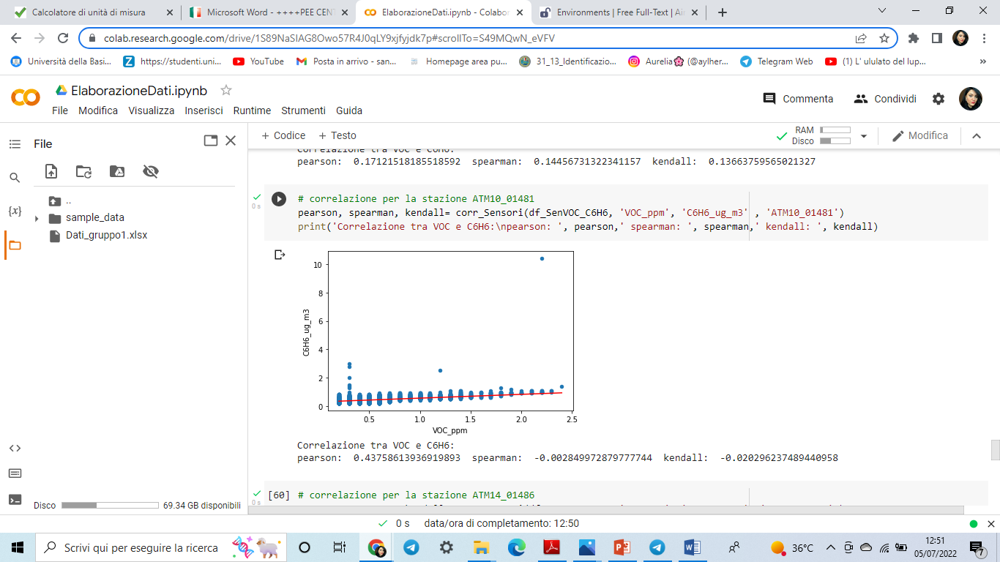 Calcolatore di unità di misura
Microsoft Word - ++++PEE CENT
ElaborazioneDati.ipynb - Colabor
Environments | Free Full-Text | Air
colab.research.google.com/drive/1S89NaSIAG8Owo57R4J0qLY9xjfyjdk7p#scrollTo=S49MQwN_eVFV
Università della Basi...
https://studenti.uni...
YouTube
Posta in arrivo - san...
Homepage area pu...
31_13_Identificazio...
Aurelia🌸 (@aylher...
Telegram Web
(1) L' ululato del lup...
»
ElaborazioneDati.ipynb
File Modifica Visualizza Inserisci Runtime Strumenti Guida
Commenta
Condividi
File
+ Codice + Testo
RAM
Disco
Modifica
{x}
..
sample_data
Dati_gruppo1.xlsx
Disco
69.34 GB disponibili
Correlazione tra VOC e C6H6:
pearson: 0.17121518185518592 spearman: 0.14456731322341157 kendall: 0.13663759565021327
0 s
# correlazione per la stazione ATM10_01481
pearson, spearman, kendall= corr_Sensori(df_SenVOC_C6H6, 'VOC_ppm', 'C6H6_ug_m3' , 'ATM10_01481')
print('Correlazione tra VOC e C6H6:\npearson: ', pearson,' spearman: ', spearman,' kendall: ', kendall)
10
8
6
4
2
0
C6H6_ug_m3
0.5 1.0 1.5 2.0 2.5
VOC_ppm
Correlazione tra VOC e C6H6:
pearson: 0.43758613936919893 spearman: -0.002849972879777744 kendall: -0.020296237489440958
0 s
[60] # correlazione per la stazione ATM14_01486
0 s data/ora di completamento: 12:50
Scrivi qui per eseguire la ricerca
36°C
12:51
05/07/2022
7